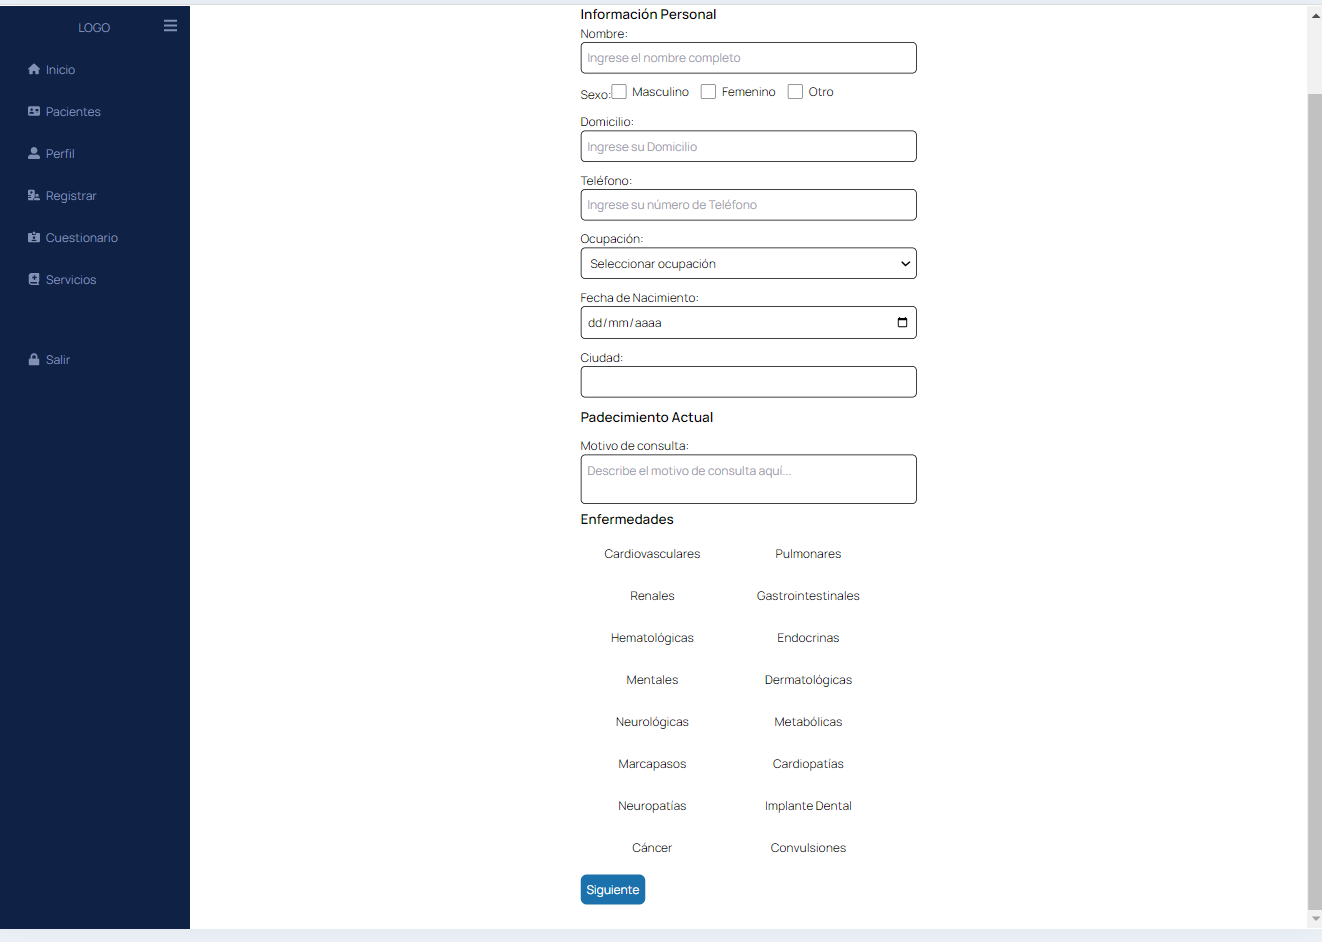 LOGO
Inicio
Pacientes
Perfil
Registrar
Cuestionario
Servicios
Salir
Información Personal
Nombre:
Ingrese el nombre completo
Sexo: Masculino Femenino Otro
Domicilio:
Ingrese su Domicilio
Teléfono:
Ingrese su número de Teléfono
Ocupación:
Seleccionar ocupación
Fecha de Nacimiento:
dd/mm/aaaa
Ciudad:
Padecimiento Actual
Motivo de consulta:
Describe el motivo de consulta aquí...
Enfermedades
Cardiovasculares Pulmonares
Renales Gastrointestinales
Hematológicas Endocrinas
Mentales Dermatológicas
Neurológicas Metabólicas
Marcapasos Cardiopatías
Neuropatías Implante Dental
Cáncer Convulsiones
Siguiente